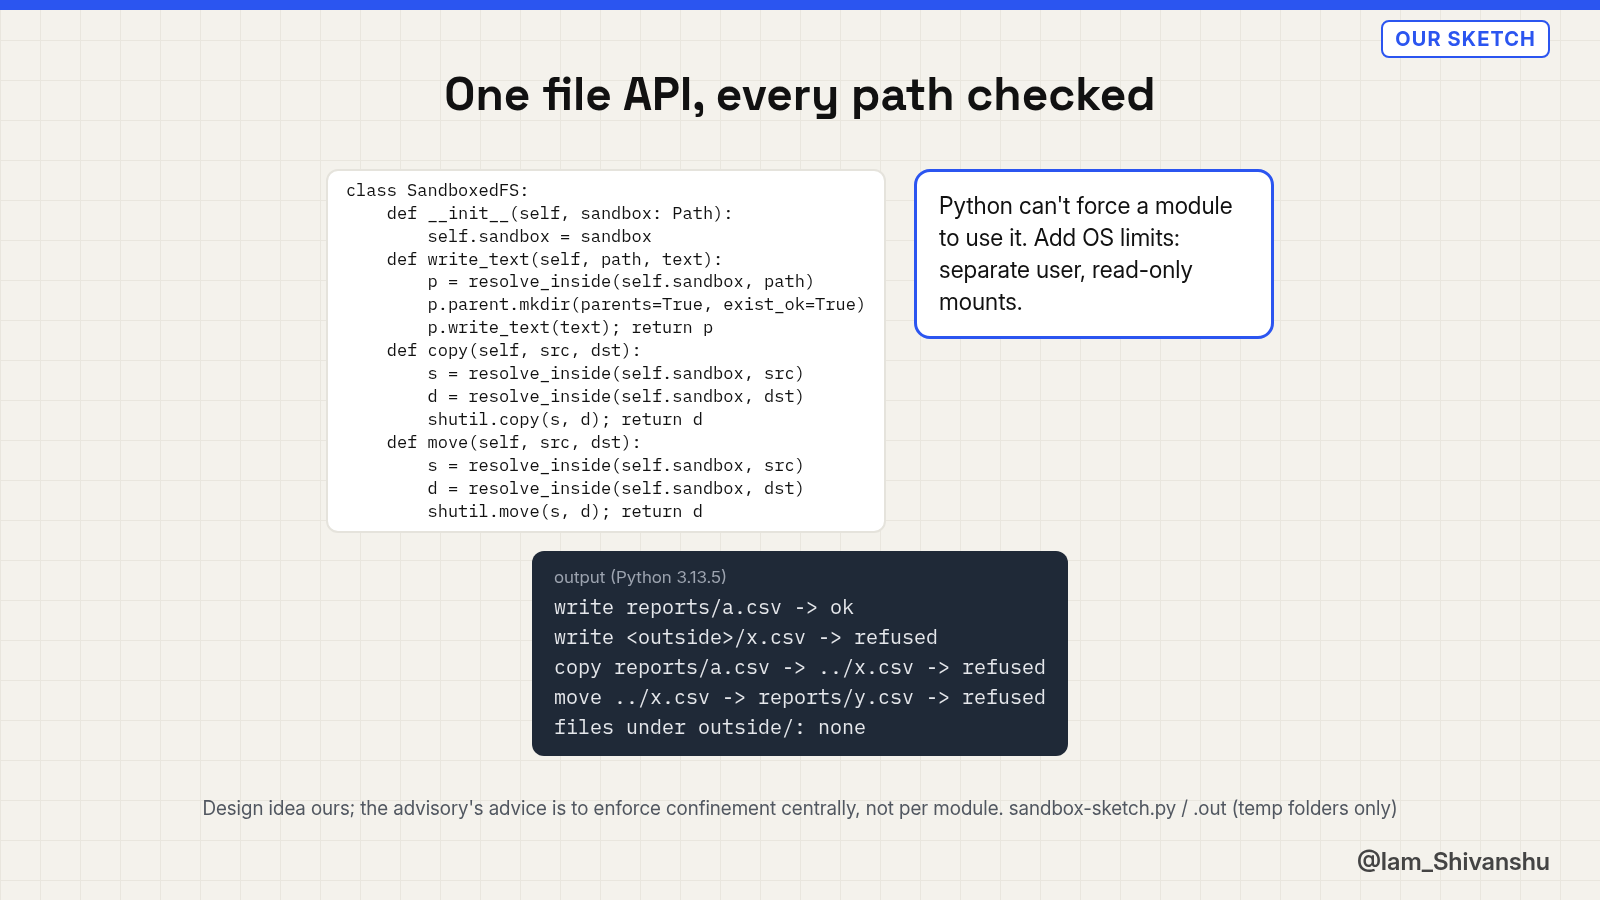 OUR SKETCH
One file API, every path checked
class SandboxedFS:
    def __init__(self, sandbox: Path):
        self.sandbox = sandbox
    def write_text(self, path, text):
        p = resolve_inside(self.sandbox, path)
        p.parent.mkdir(parents=True, exist_ok=True)
        p.write_text(text); return p
    def copy(self, src, dst):
        s = resolve_inside(self.sandbox, src)
        d = resolve_inside(self.sandbox, dst)
        shutil.copy(s, d); return d
    def move(self, src, dst):
        s = resolve_inside(self.sandbox, src)
        d = resolve_inside(self.sandbox, dst)
        shutil.move(s, d); return d
Python can't force a module
to use it. Add OS limits:
separate user, read-only
mounts.
output (Python 3.13.5)
write reports/a.csv -> ok
write <outside>/x.csv -> refused
copy reports/a.csv -> ../x.csv -> refused
move ../x.csv -> reports/y.csv -> refused
files under outside/: none
Design idea ours; the advisory's advice is to enforce confinement centrally, not per module. sandbox-sketch.py / .out (temp folders only)
@Iam_Shivanshu